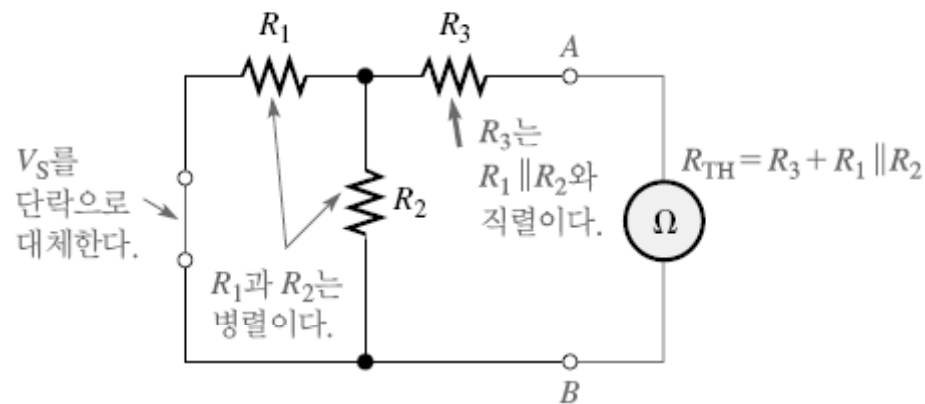 R₁
R₃
A
V_S를
단락으로
대체한다.
R₃는
R₁∥R₂와
직렬이다.
R_TH = R₃ + R₁∥R₂
R₂
Ω
R₁과 R₂는
병렬이다.
B